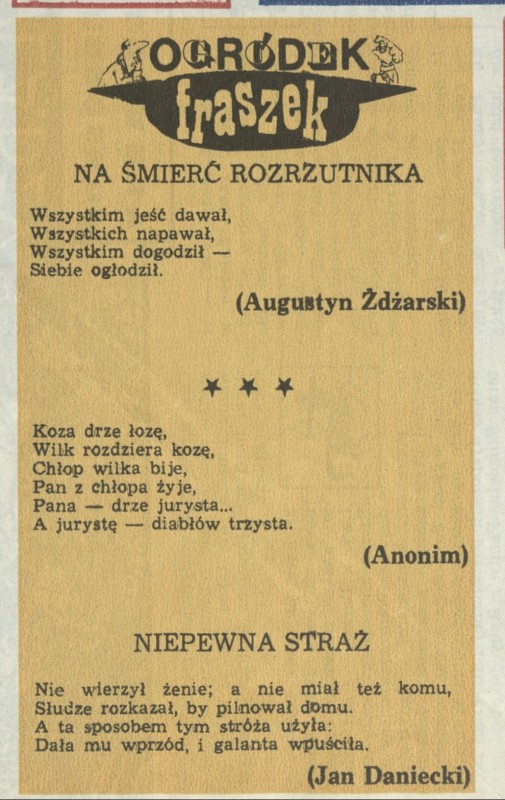 OGRÓDEK
fraszek
NA ŚMIERĆ ROZRZUTNIKA
Wszystkim jeść dawał,
Wszystkich napawał,
Wszystkim dogodził —
Siebie ogłodził.
(Augustyn Żdżarski)
★ ★ ★
Koza drze łozę,
Wilk rozdziera kozę,
Chłop wilka bije,
Pan z chłopa żyje,
Pana — drze jurysta...
A jurystę — diabłów trzysta.
(Anonim)
NIEPEWNA STRAŻ
Nie wierzył żenie; a nie miał też komu,
Słudze rozkazał, by pilnował domu.
A ta sposobem tym stróża użyła:
Dała mu wprzód, i galanta wpuściła.
(Jan Daniecki)